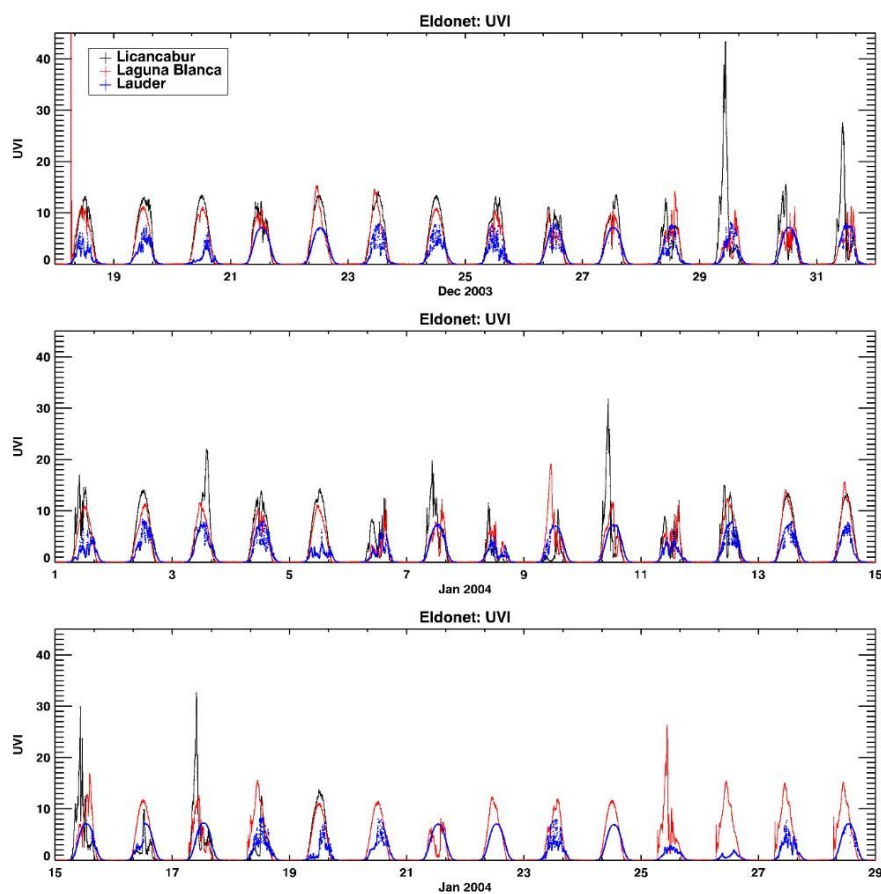 Eldonet: UVI
40
30
20
10
0
UVI
Licancabur
Laguna Blanca
Lauder
19 21 23 25 27 29 31
Dec 2003
Eldonet: UVI
40
30
20
10
0
UVI
1 3 5 7 9 11 13 15
Jan 2004
Eldonet: UVI
40
30
20
10
0
UVI
15 17 19 21 23 25 27 29
Jan 2004